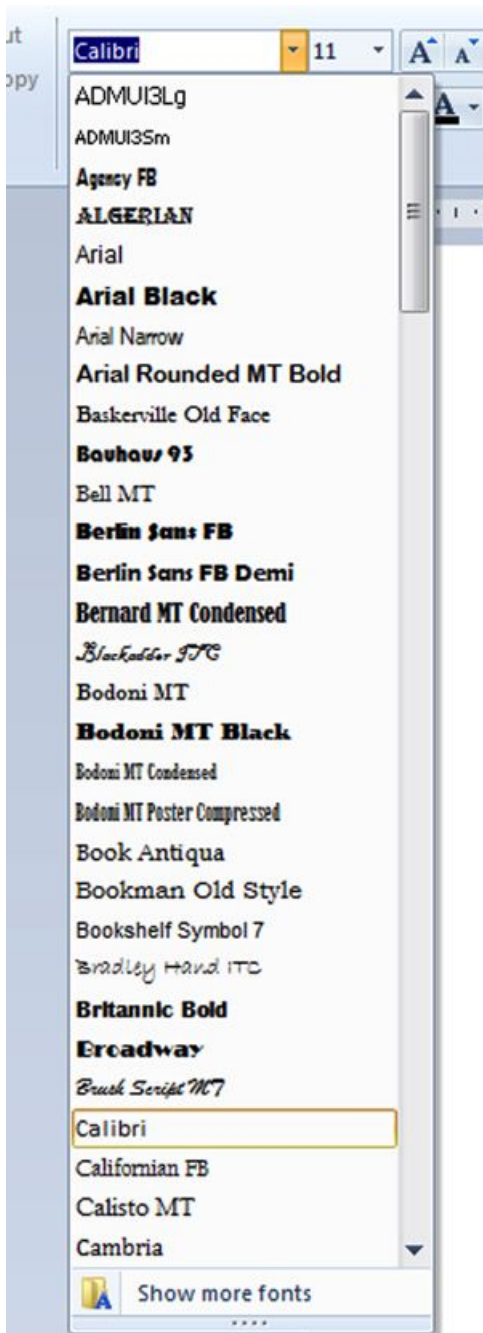 ut
opy
Calibri 11 A A
A
ADMUI3Lg
ADMUI3Sm
Agency FB
ALGERIAN
Arial
Arial Black
Arial Narrow
Arial Rounded MT Bold
Baskerville Old Face
Bauhaus 93
Bell MT
Berlin Sans FB
Berlin Sans FB Demi
Bernard MT Condensed
Blackadder ITC
Bodoni MT
Bodoni MT Black
Bodoni MT Condensed
Bodoni MT Poster Compressed
Book Antiqua
Bookman Old Style
Bookshelf Symbol 7
Bradley Hand ITC
Britannic Bold
Broadway
Brush Script MT
Calibri
Californian FB
Calisto MT
Cambria
Show more fonts